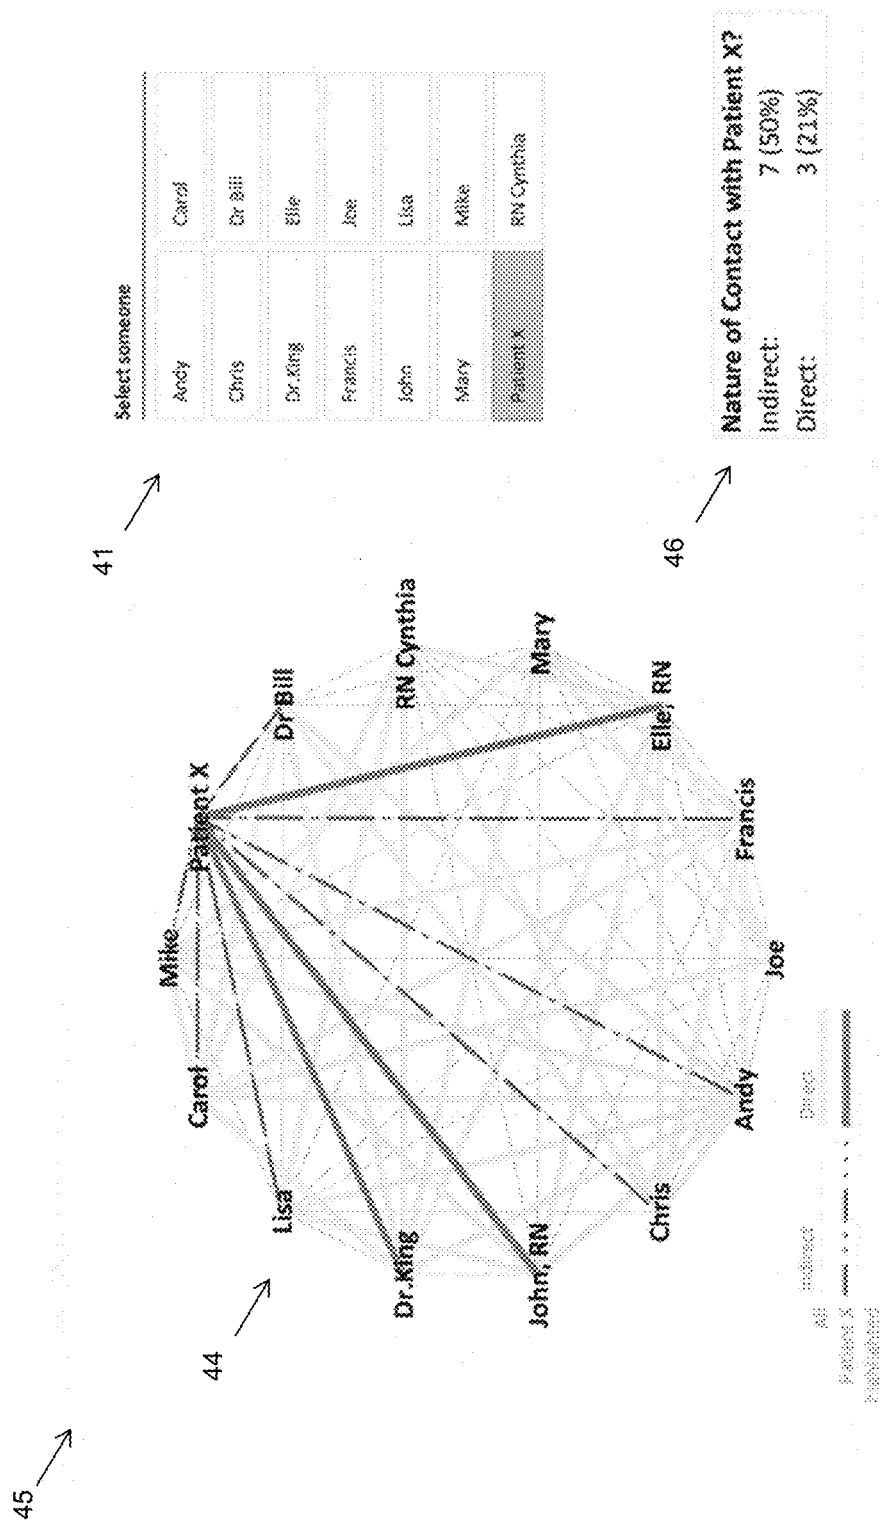 45
44
41
46
Select someone
Andy Carol
Chris Dr Bill
Dr.King Elle
Francis Joe
John Lisa
Mary Mike
Patient X RN Cynthia
Mike
Patient X
Carol
Dr Bill
Lisa
RN Cynthia
Dr.King
Mary
John, RN
Elle, RN
Chris
Francis
Andy
Joe
Indirect Direct
All
Patient X
highlighted
Nature of Contact with Patient X?
Indirect: 7 (50%)
Direct: 3 (21%)